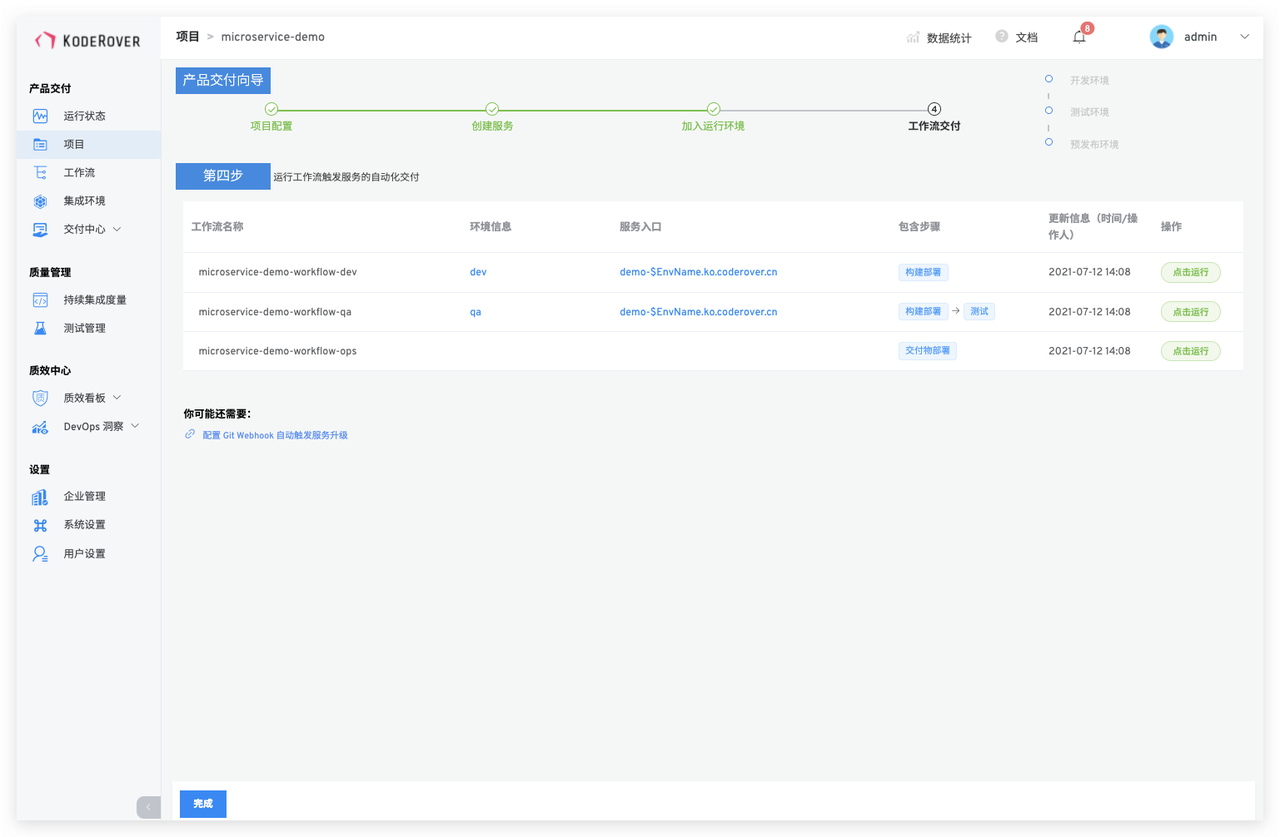 KODEROVER
项目 > microservice-demo
数据统计
文档
8
admin
产品交付
运行状态
项目
工作流
集成环境
交付中心
质量管理
持续集成度量
测试管理
质效中心
质效看板
DevOps 洞察
设置
企业管理
系统设置
用户设置
产品交付向导
项目配置
创建服务
加入运行环境
4
工作流交付
开发环境
测试环境
预发布环境
第四步 运行工作流触发服务的自动化交付
工作流名称 环境信息 服务入口 包含步骤 更新信息（时间/操作人） 操作
microservice-demo-workflow-dev dev demo-$EnvName.ko.coderover.cn 构建部署 2021-07-12 14:08 点击运行
microservice-demo-workflow-qa qa demo-$EnvName.ko.coderover.cn 构建部署 → 测试 2021-07-12 14:08 点击运行
microservice-demo-workflow-ops 交付物部署 2021-07-12 14:08 点击运行
你可能还需要：
配置 Git Webhook 自动触发服务升级
完成